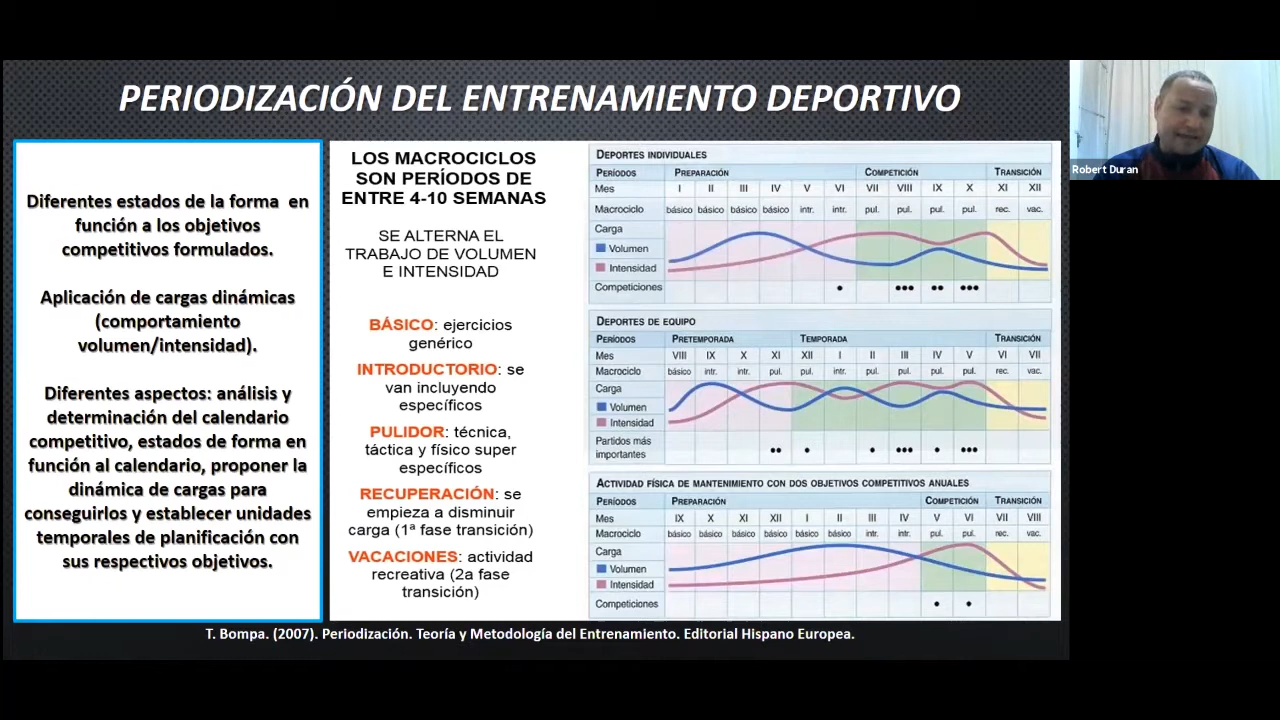 PERIODIZACIÓN DEL ENTRENAMIENTO DEPORTIVO
Robert Duran
Diferentes estados de la forma en
función a los objetivos
competitivos formulados.
Aplicación de cargas dinámicas
(comportamiento
volumen/intensidad).
Diferentes aspectos: análisis y
determinación del calendario
competitivo, estados de forma en
función al calendario, proponer la
dinámica de cargas para
conseguirlos y establecer unidades
temporales de planificación con
sus respectivos objetivos.
LOS MACROCICLOS
SON PERÍODOS DE
ENTRE 4-10 SEMANAS
SE ALTERNA EL
TRABAJO DE VOLUMEN
E INTENSIDAD
BÁSICO: ejercicios
genérico
INTRODUCTORIO: se
van incluyendo
específicos
PULIDOR: técnica,
táctica y físico super
específicos
RECUPERACIÓN: se
empieza a disminuir
carga (1ª fase transición)
VACACIONES: actividad
recreativa (2a fase
transición)
DEPORTES INDIVIDUALES
PERÍODOS PREPARACIÓN COMPETICIÓN TRANSICIÓN
Mes I II III IV V VI VII VIII IX X XI XII
Macrociclo básico básico básico básico intr. intr. pul. pul. pul. pul. rec. vac.
Carga
Volumen
Intensidad
Competiciones
DEPORTES DE EQUIPO
PERÍODOS PRETEMPORADA TEMPORADA TRANSICIÓN
Mes VIII IX X XI XII I II III IV V VI VII
Macrociclo básico intr. intr. pul. pul. pul. pul. pul. pul. pul. rec. vac.
Carga
Volumen
Intensidad
Partidos más
importantes
ACTIVIDAD FÍSICA DE MANTENIMIENTO CON DOS OBJETIVOS COMPETITIVOS ANUALES
PERÍODOS PREPARACIÓN COMPETICIÓN TRANSICIÓN
Mes IX X XI XII I II III IV V VI VII VIII
Macrociclo básico básico básico básico básico básico intr. intr. pul. pul. rec. vac.
Carga
Volumen
Intensidad
Competiciones
T. Bompa. (2007). Periodización. Teoría y Metodología del Entrenamiento. Editorial Hispano Europea.